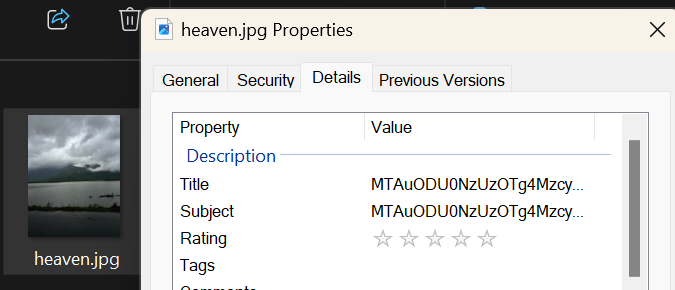 heaven.jpg Properties
General Security Details Previous Versions
Property Value
Description
Title MTAuODU0NzUzOTg4Mzcy...
Subject MTAuODU0NzUzOTg4Mzcy...
Rating
Tags
Comments
heaven.jpg